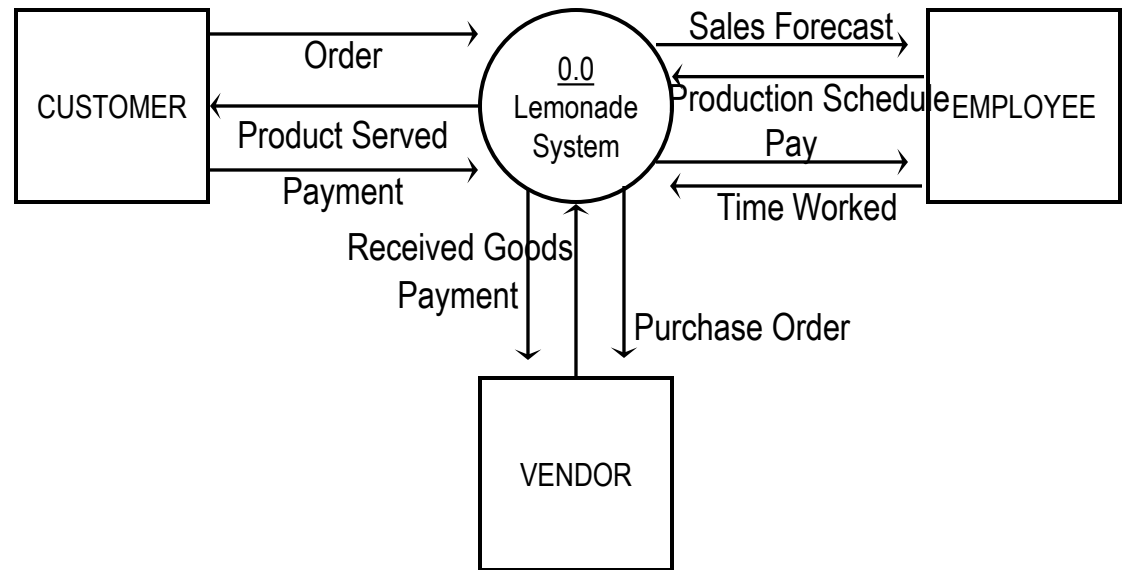 Order
Sales Forecast
0.0
CUSTOMER
Lemonade
Production Schedule
EMPLOYEE
Product Served
System
Pay
Payment
Time Worked
Received Goods
Payment
Purchase Order
VENDOR